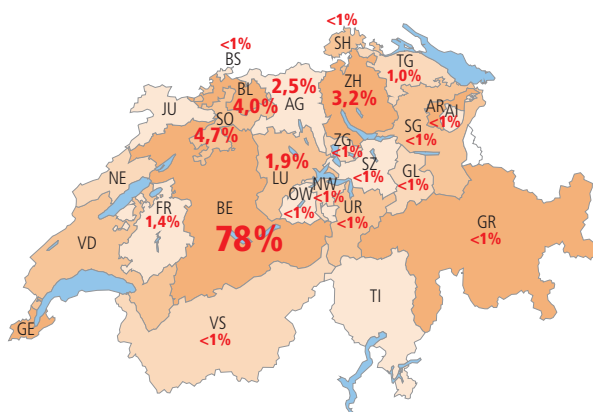 <1%
SH
<1%
BS
TG
1,0%
ZH
3,2%
BL
4,0%
2,5%
AG
JU
SO
4,7%
AR
AI
<1%
SG
<1%
ZG
<1%
1,9%
LU
SZ
<1%
GL
<1%
NE
NW
<1%
OW
<1%
UR
<1%
FR
1,4%
BE
78%
GR
<1%
VD
TI
GE
VS
<1%